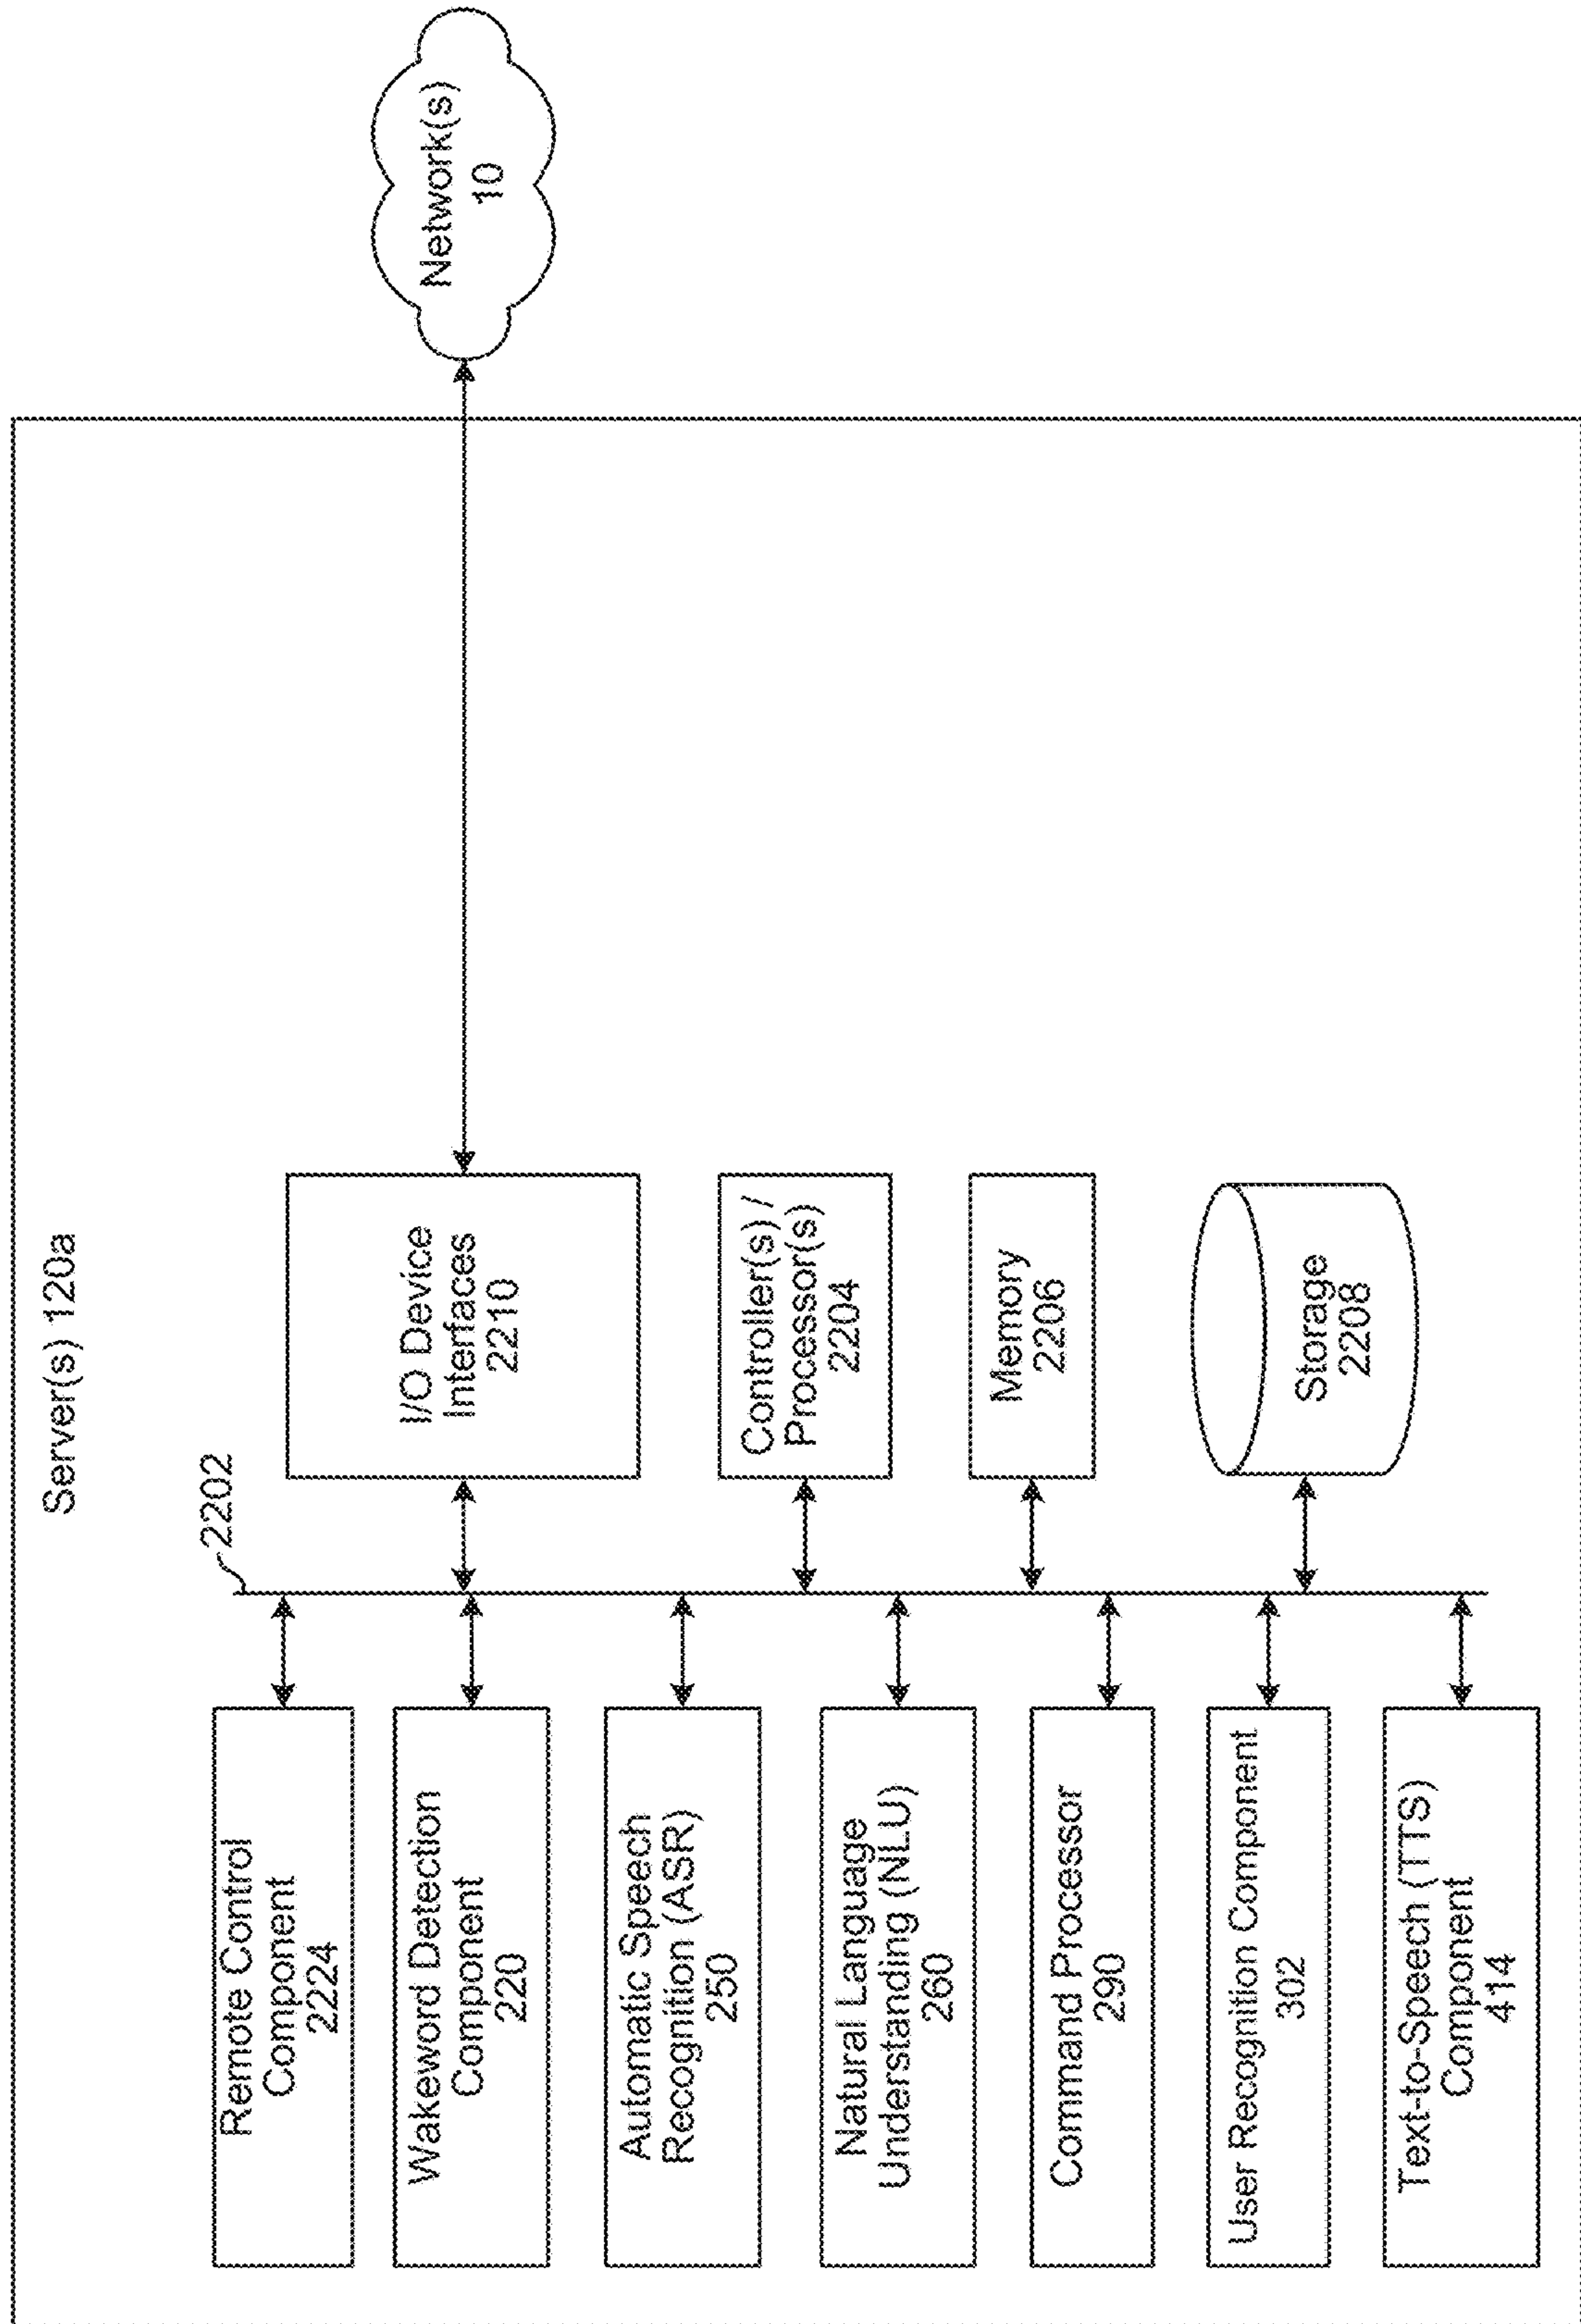 Server(s) 120a
2202
Remote Control
Component
2224
Wakeword Detection
Component
220
Automatic Speech
Recognition (ASR)
250
Natural Language
Understanding (NLU)
260
Command Processor
290
User Recognition Component
302
Text-to-Speech (TTS)
Component
414
I/O Device
Interfaces
2210
Controller(s) /
Processor(s)
2204
Memory
2206
Storage
2208
Network(s)
10